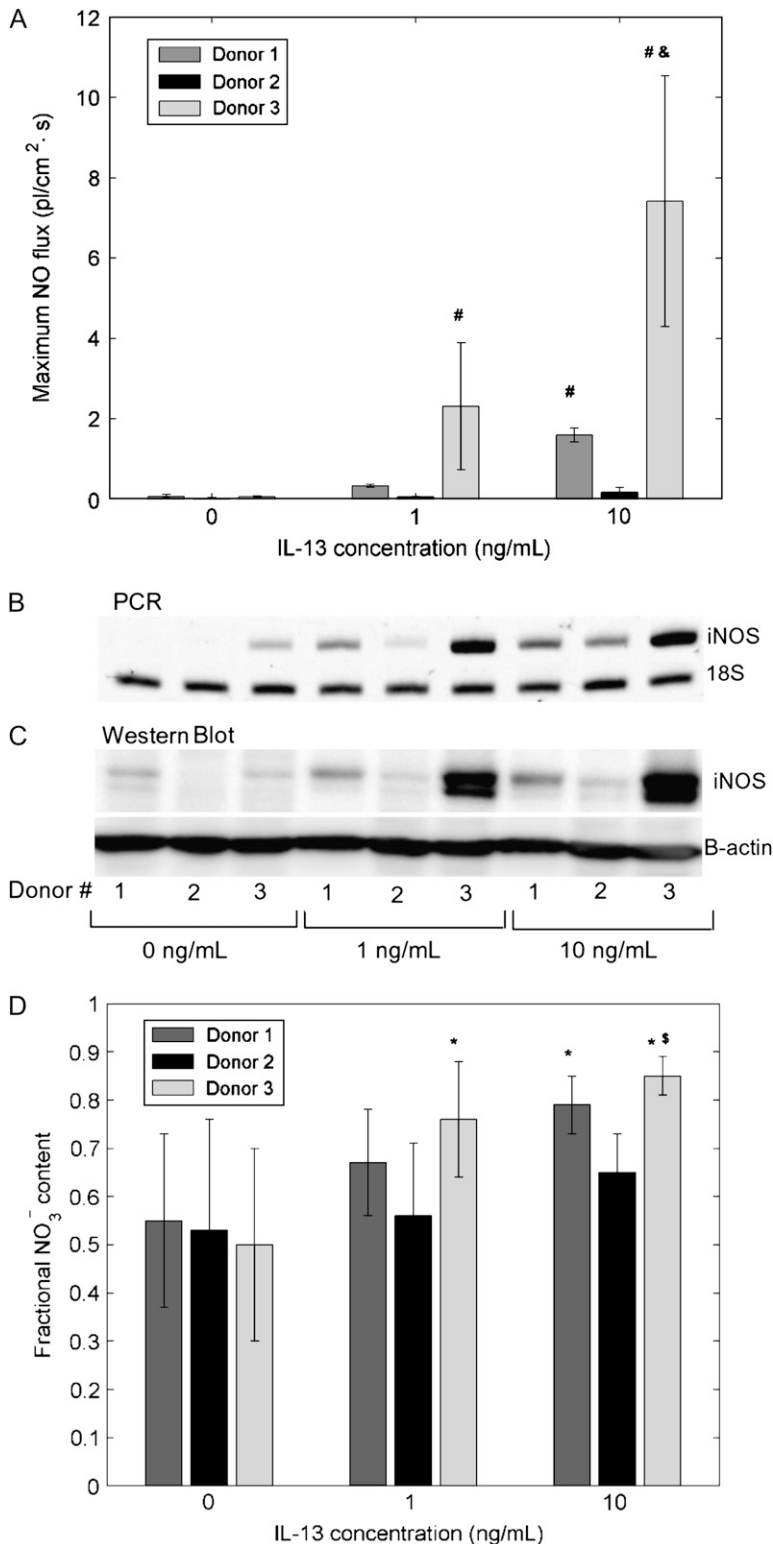 A
12
10
8
6
4
2
0
Maximum NO flux (pl/cm²· s)
Donor 1
Donor 2
Donor 3
#
#
# &
0 1 10
IL-13 concentration (ng/mL)
B PCR
iNOS
18S
C Western Blot
iNOS
B-actin
Donor # 1 2 3 1 2 3 1 2 3
0 ng/mL 1 ng/mL 10 ng/mL
D
1
0.9
0.8
0.7
0.6
0.5
0.4
0.3
0.2
0.1
0
Fractional NO₃⁻ content
Donor 1
Donor 2
Donor 3
*
*
* $
0 1 10
IL-13 concentration (ng/mL)